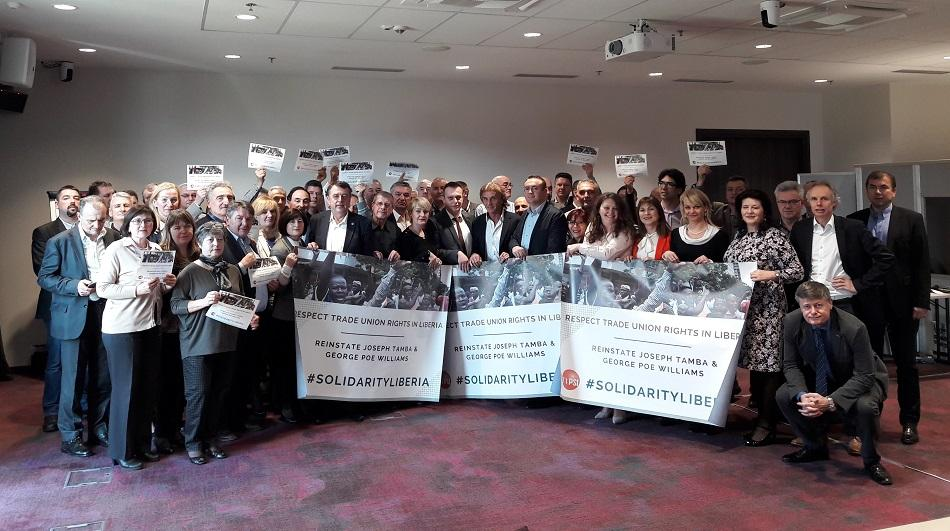 RESPECT TRADE UNION RIGHTS IN LIBERIA
REINSTATE JOSEPH TAMBA &
GEORGE POE WILLIAMS
#SOLIDARITYLIBERIA
ECT TRADE UNION RIGHTS IN LIBE
REINSTATE JOSEPH TAMBA &
GEORGE POE WILLIAMS
#SOLIDARITYLIBE
RESPECT TRADE UNION RIGHTS IN LIBERIA
REINSTATE JOSEPH TAMBA &
GEORGE POE WILLIAMS
PSI #SOLIDARITYLIBER